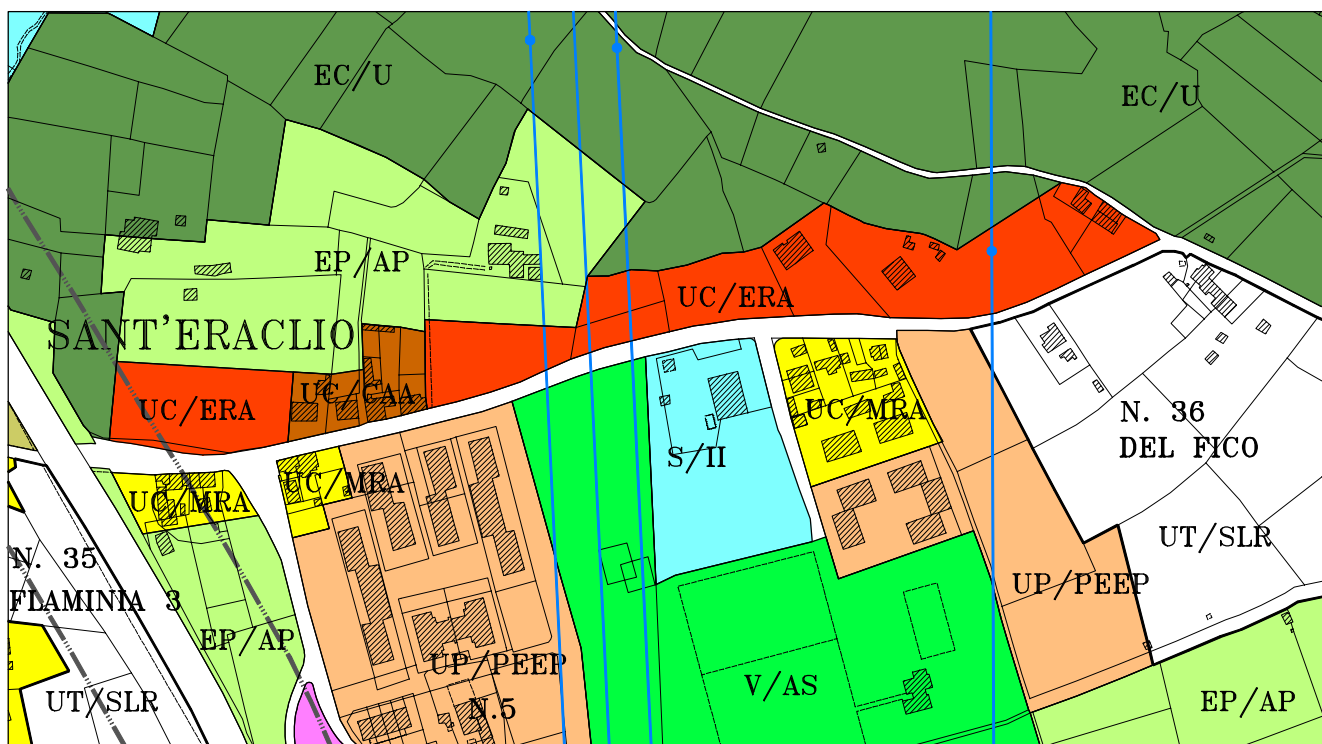 EC/U
EC/U
EP/AP
UC/ERA
SANT'ERACLIO
UC/CAA
UC/ERA
UC/MRA
N. 36
DEL FICO
S/II
UC/MRA
UC/MRA
UT/SLR
N. 35
FLAMINIA 3
UP/PEEP
EP/AP
UP/PEEP
N.5
V/AS
UT/SLR
EP/AP